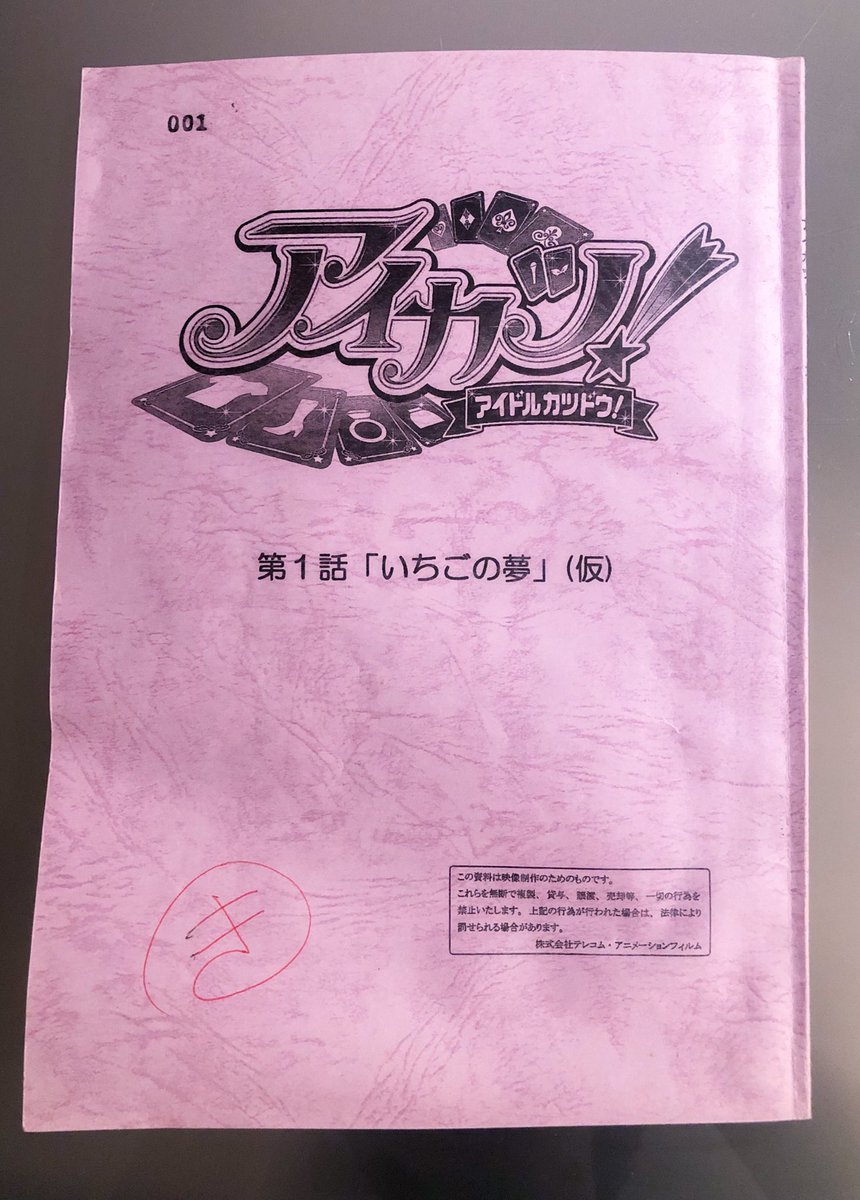 001
アイカツ!
アイドルカツドウ!
第1話「いちごの夢」(仮)
き
この資料は映像制作のためのものです。
これらを無断で複製、貸与、譲渡、売却等、一切の行為を
禁止いたします。上記の行為が行われた場合は、法律により
罰せられる場合があります。
株式会社テレコム・アニメーションフィルム